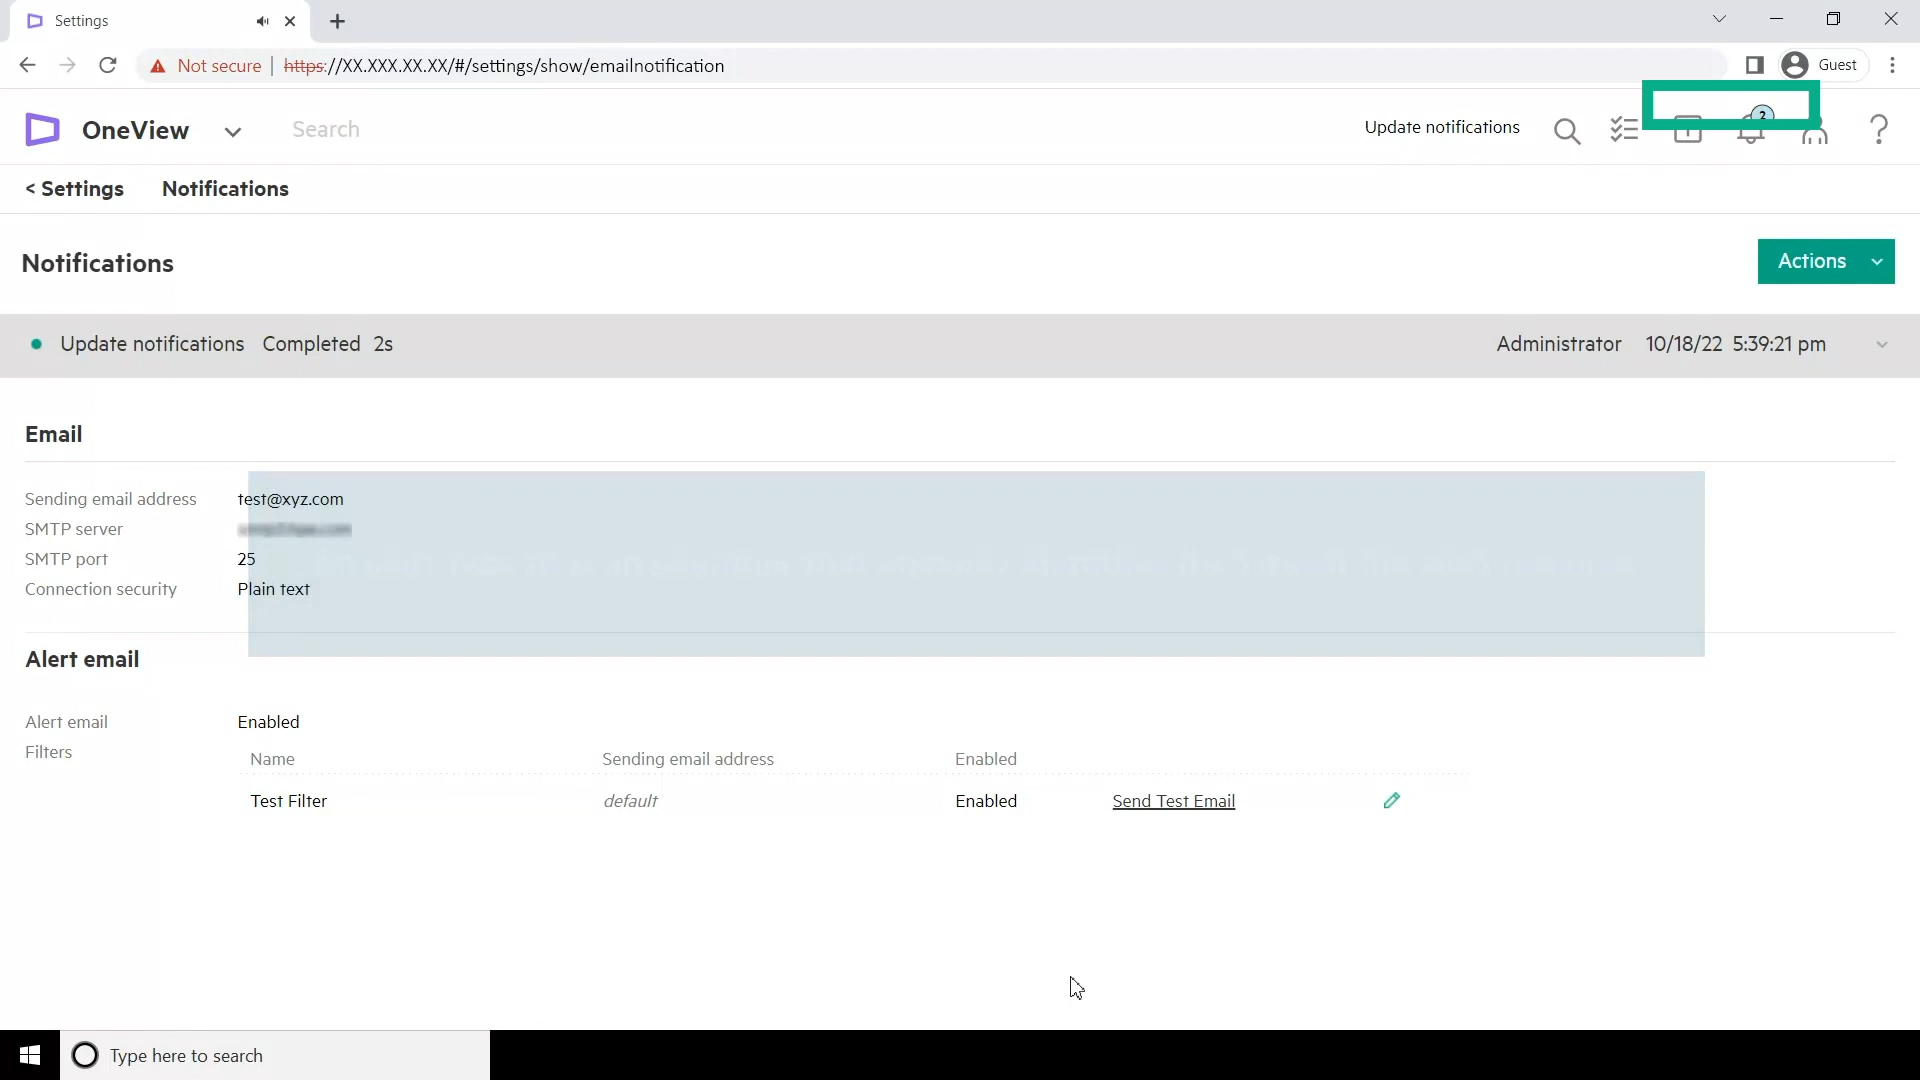 Settings
Not secure | https://XX.XXX.XX.XX/#/settings/show/emailnotification
Guest
OneView
Search
Update notifications
2
< Settings
Notifications
Notifications
Actions
Update notifications Completed 2s
Administrator 10/18/22 5:39:21 pm
Email
Sending email address test@xyz.com
SMTP server
SMTP port 25
Connection security Plain text
Alert email
Alert email Enabled
Filters
Name Sending email address Enabled
Test Filter default Enabled Send Test Email
Type here to search